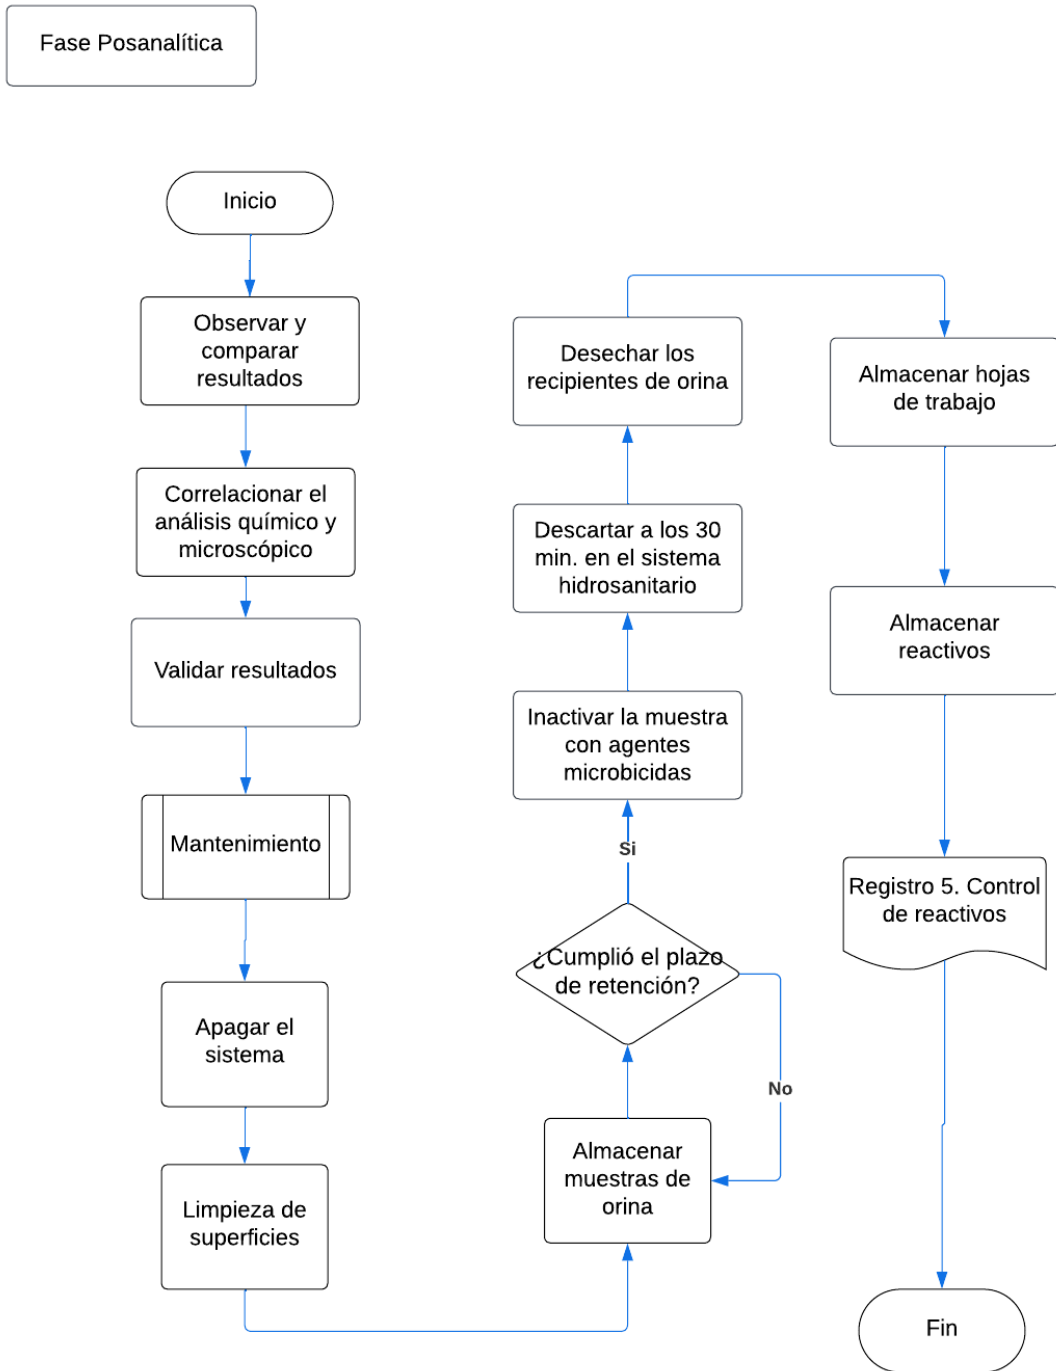 Fase Posanalítica
Inicio
Observar y
comparar
resultados
Correlacionar el
análisis químico y
microscópico
Validar resultados
Mantenimiento
Apagar el
sistema
Limpieza de
superficies
Almacenar
muestras de
orina
No
¿Cumplió el plazo
de retención?
Si
Inactivar la muestra
con agentes
microbicidas
Descartar a los 30
min. en el sistema
hidrosanitario
Desechar los
recipientes de orina
Almacenar hojas
de trabajo
Almacenar
reactivos
Registro 5. Control
de reactivos
Fin